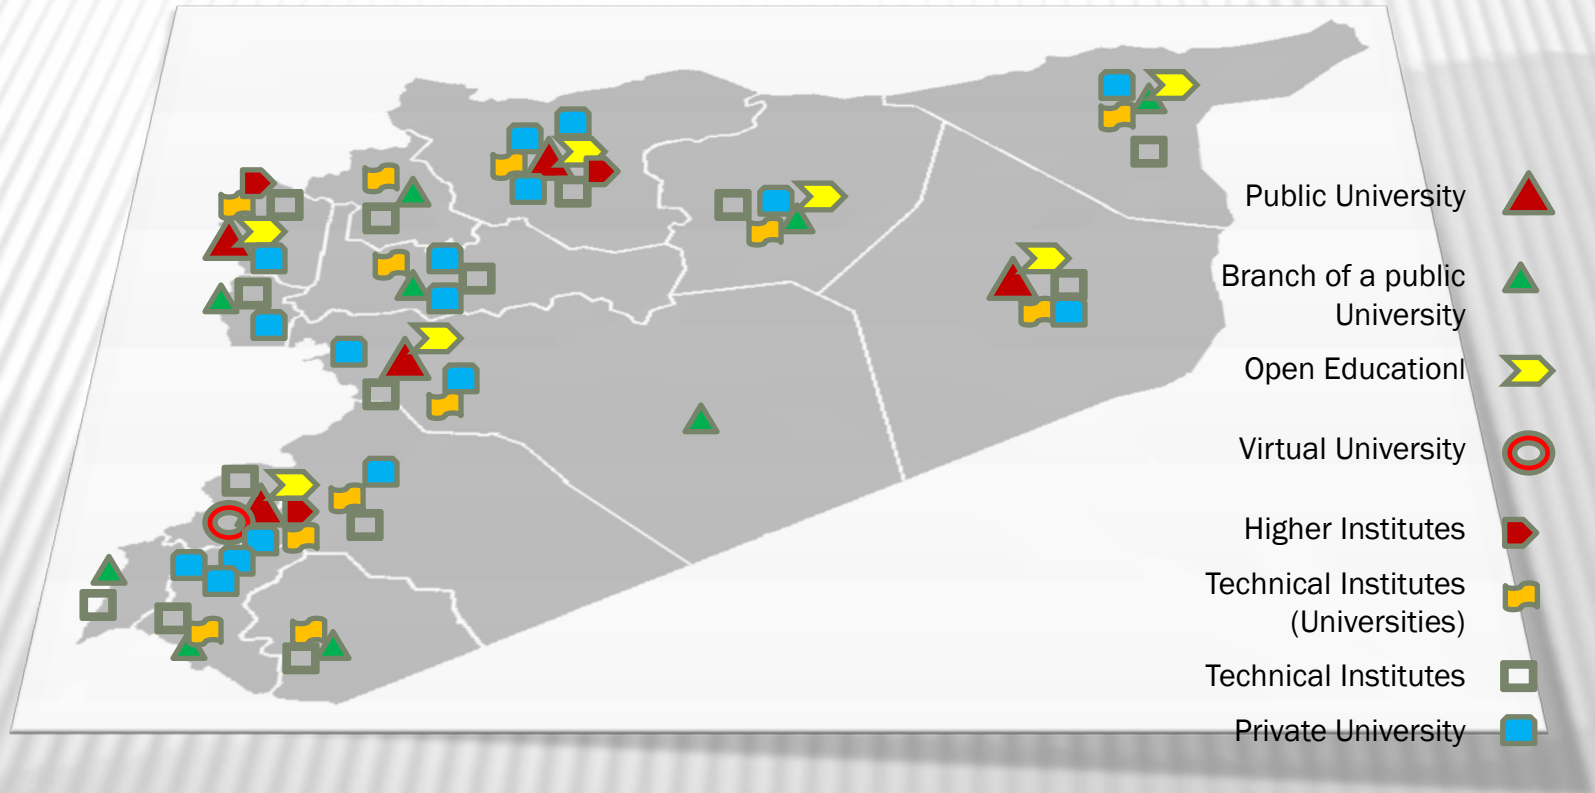 Public University
Branch of a public
University
Open Educationl
Virtual University
Higher Institutes
Technical Institutes
(Universities)
Technical Institutes
Private University